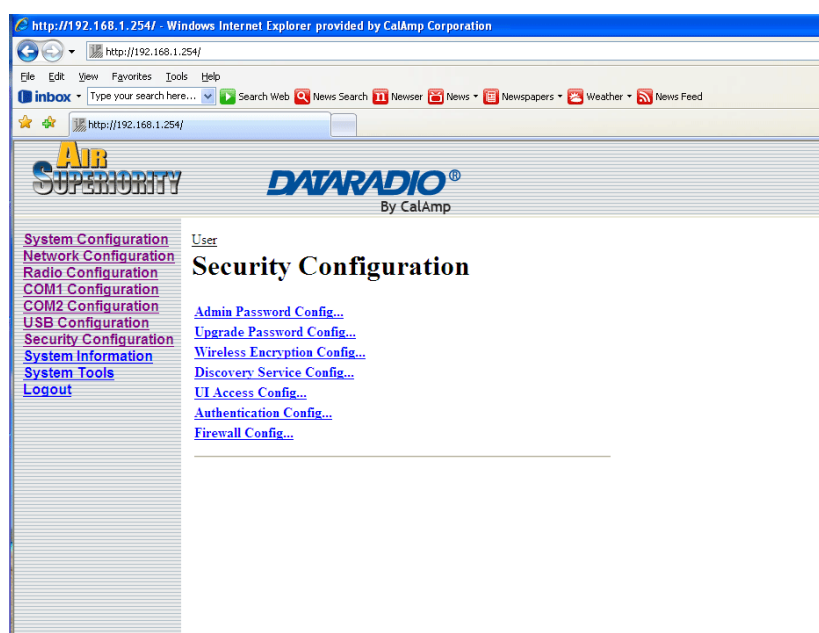 http://192.168.1.254/ - Windows Internet Explorer provided by CalAmp Corporation
http://192.168.1.254/
File Edit View Favorites Tools Help
inbox Type your search here... Search Web News Search n Newser News Newspapers Weather News Feed
http://192.168.1.254/
AIR
SUPERIORITY
DATARADIO®
By CalAmp
System Configuration
Network Configuration
Radio Configuration
COM1 Configuration
COM2 Configuration
USB Configuration
Security Configuration
System Information
System Tools
Logout
User
Security Configuration
Admin Password Config...
Upgrade Password Config...
Wireless Encryption Config...
Discovery Service Config...
UI Access Config...
Authentication Config...
Firewall Config...